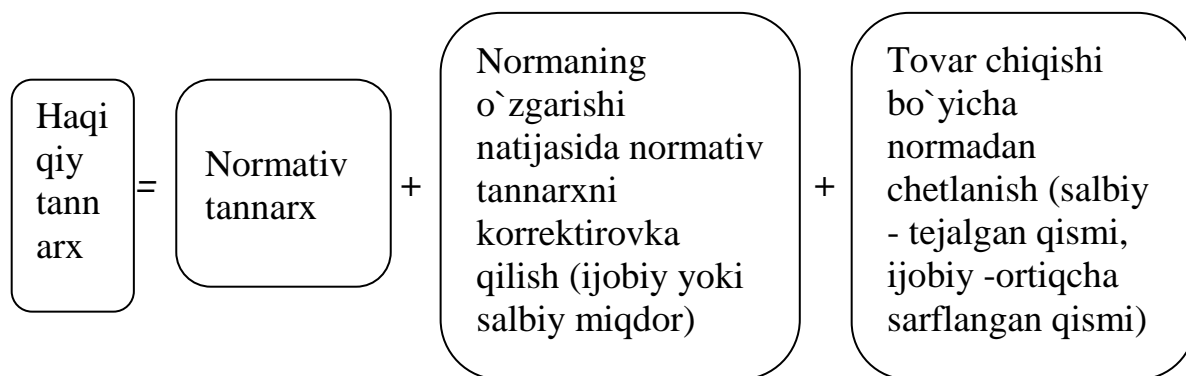 Haqi
qiy
tann
arx
=
Normativ
tannarx
+
Normaning
o`zgarishi
natijasida normativ
tannarxni
korrektirovka
qilish (ijobiy yoki
salbiy miqdor)
+
Tovar chiqishi
bo`yicha
normadan
chetlanish (salbiy
- tejalgan qismi,
ijobiy -ortiqcha
sarflangan qismi)